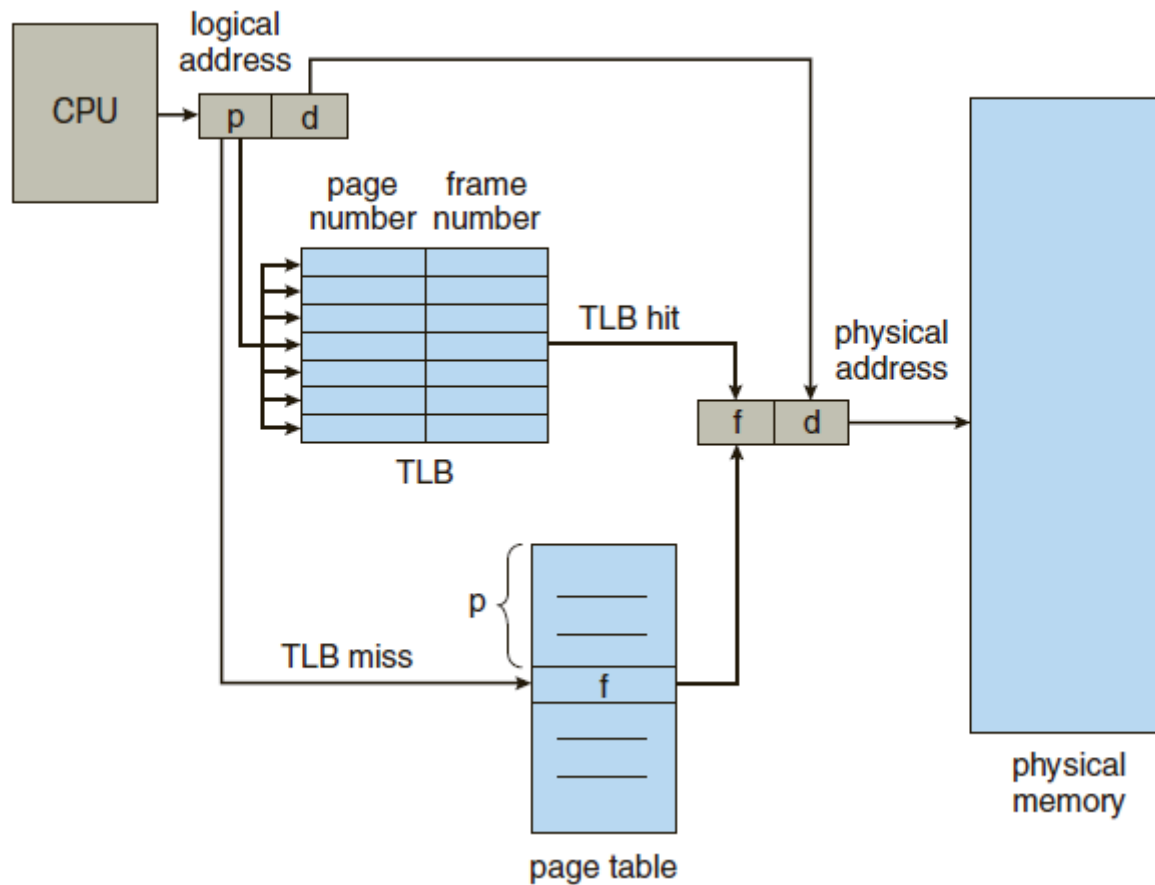 logical
address
CPU
p
d
page
number
frame
number
TLB hit
physical
address
f
d
TLB
p
TLB miss
f
physical
memory
page table